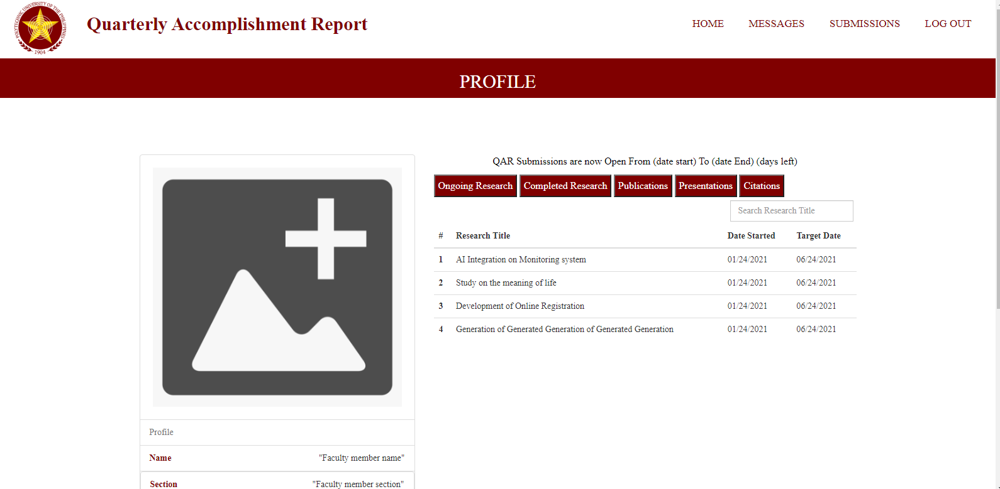 POLYTECHNIC UNIVERSITY OF THE PHILIPPINES
1904
Quarterly Accomplishment Report
HOME MESSAGES SUBMISSIONS LOG OUT
PROFILE
QAR Submissions are now Open From (date start) To (date End) (days left)
Ongoing Research Completed Research Publications Presentations Citations
Search Research Title
# Research Title Date Started Target Date
1 AI Integration on Monitoring system 01/24/2021 06/24/2021
2 Study on the meaning of life 01/24/2021 06/24/2021
3 Development of Online Registration 01/24/2021 06/24/2021
4 Generation of Generated Generation of Generated Generation 01/24/2021 06/24/2021
Profile
Name "Faculty member name"
Section "Faculty member section"